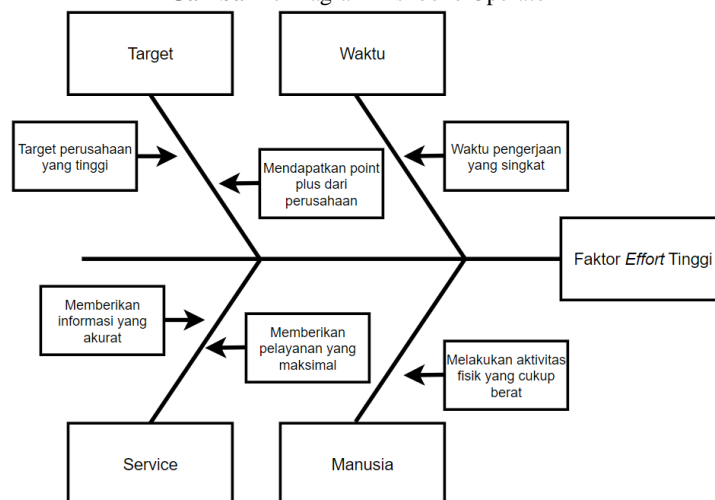 Target
Waktu
Target perusahaan
yang tinggi
Mendapatkan point
plus dari
perusahaan
Waktu pengerjaan
yang singkat
Faktor Effort Tinggi
Memberikan
informasi yang
akurat
Memberikan
pelayanan yang
maksimal
Melakukan aktivitas
fisik yang cukup
berat
Service
Manusia